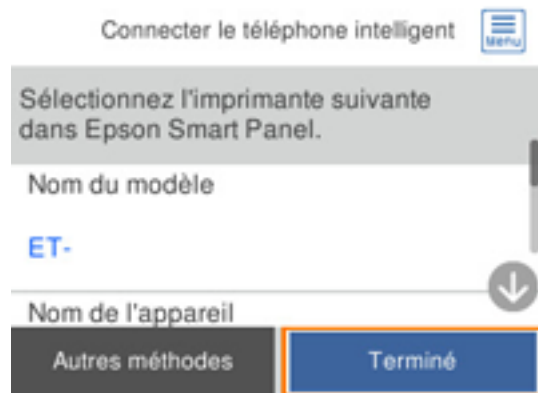 Connecter le téléphone intelligent
Menu
Sélectionnez l'imprimante suivante
dans Epson Smart Panel.
Nom du modèle
ET-
Nom de l'appareil
Autres méthodes
Terminé